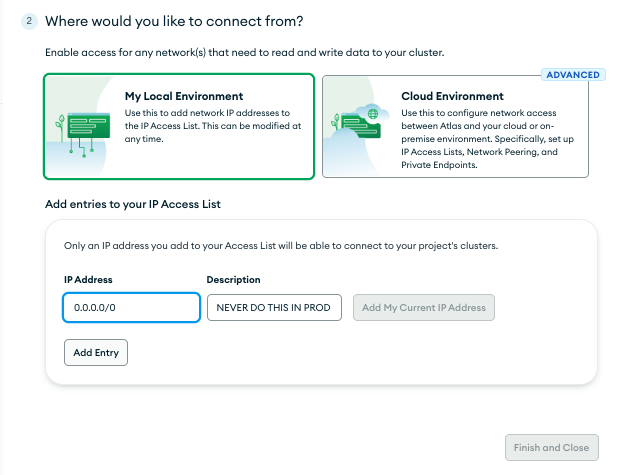 2 Where would you like to connect from?
Enable access for any network(s) that need to read and write data to your cluster.
ADVANCED
My Local Environment
Use this to add network IP addresses to
the IP Access List. This can be modified at
any time.
Cloud Environment
Use this to configure network access
between Atlas and your cloud or on-
premise environment. Specifically, set up
IP Access Lists, Network Peering, and
Private Endpoints.
Add entries to your IP Access List
Only an IP address you add to your Access List will be able to connect to your project's clusters.
IP Address Description
0.0.0.0/0 NEVER DO THIS IN PROD Add My Current IP Address
Add Entry
Finish and Close